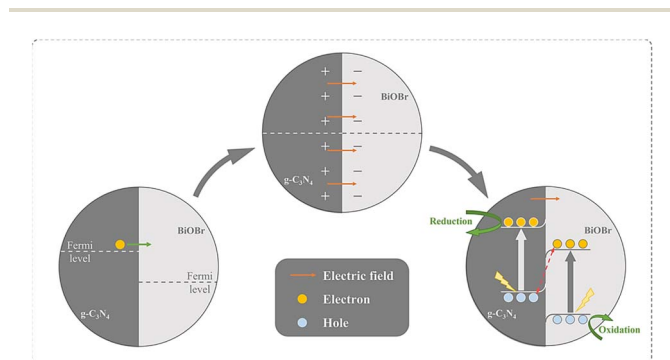 + −
BiOBr
+ −
+ −
+ −
+ −
g-C₃N₄
+ −
BiOBr
Fermi
level
Fermi
level
g-C₃N₄
Electric field
Electron
Hole
Reduction
BiOBr
g-C₃N₄
Oxidation